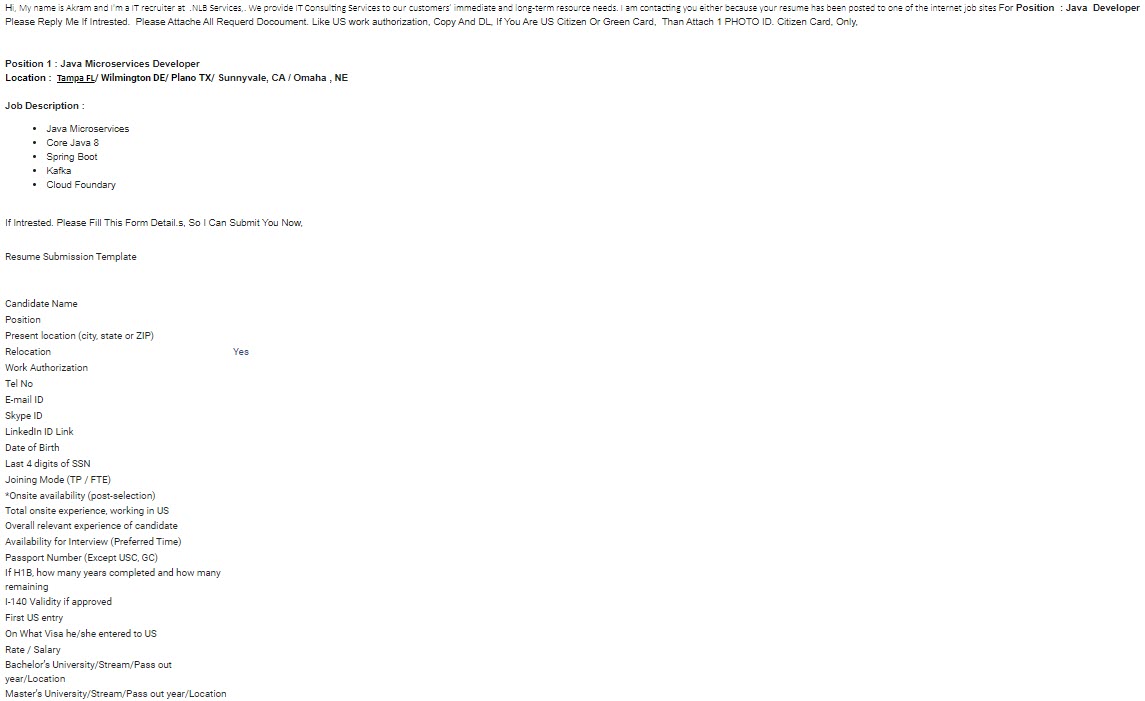 Hi, My name is Akram and I'm a IT recruiter at .NLB Services,. We provide IT Consulting Services to our customers' immediate and long-term resource needs. I am contacting you either because your resume has been posted to one of the internet job sites For Position : Java Developer
Please Reply Me If Intrested. Please Attache All Requerd Docoument. Like US work authorization, Copy And DL, If You Are US Citizen Or Green Card, Than Attach 1 PHOTO ID. Citizen Card, Only,
Position 1 : Java Microservices Developer
Location : Tampa FL/ Wilmington DE/ Plano TX/ Sunnyvale, CA / Omaha , NE
Job Description :
• Java Microservices
• Core Java 8
• Spring Boot
• Kafka
• Cloud Foundary
If Intrested. Please Fill This Form Detail.s, So I Can Submit You Now,
Resume Submission Template
Candidate Name
Position
Present location (city, state or ZIP)
Relocation Yes
Work Authorization
Tel No
E-mail ID
Skype ID
LinkedIn ID Link
Date of Birth
Last 4 digits of SSN
Joining Mode (TP / FTE)
*Onsite availability (post-selection)
Total onsite experience, working in US
Overall relevant experience of candidate
Availability for Interview (Preferred Time)
Passport Number (Except USC, GC)
If H1B, how many years completed and how many
remaining
I-140 Validity if approved
First US entry
On What Visa he/she entered to US
Rate / Salary
Bachelor's University/Stream/Pass out
year/Location
Master's University/Stream/Pass out year/Location